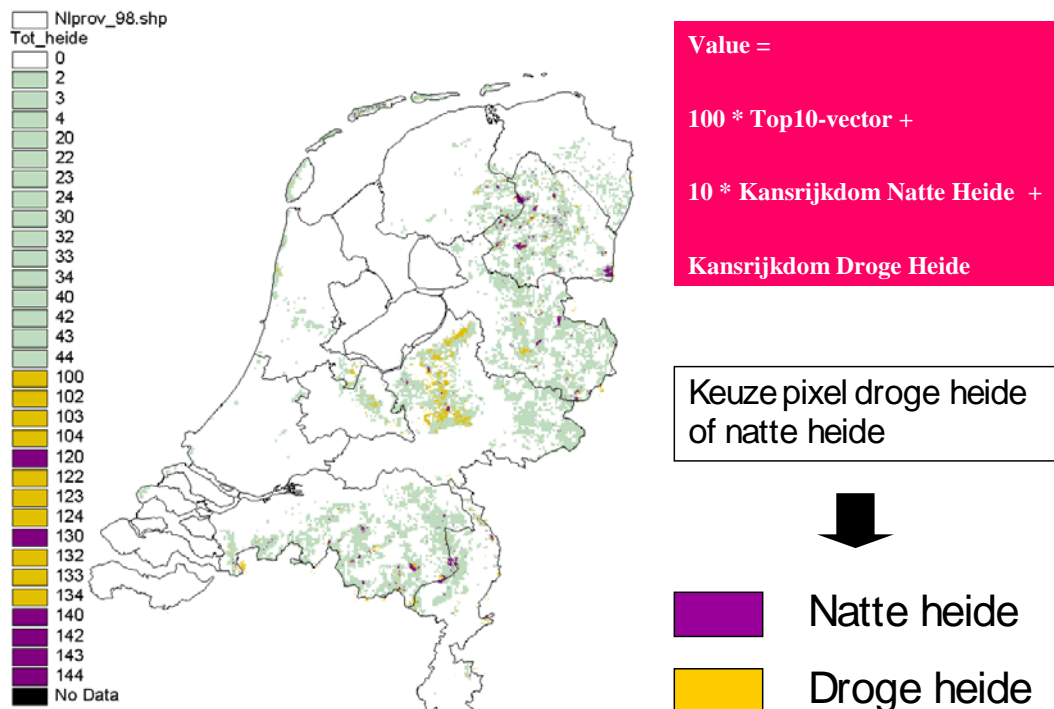 Nlprov_98.shp
Tot_heide
0
2
3
4
20
22
23
24
30
32
33
34
40
42
43
44
100
102
103
104
120
122
123
124
130
132
133
134
140
142
143
144
No Data
Value =
100 * Top10-vector +
10 * Kansrijkdom Natte Heide +
Kansrijkdom Droge Heide
Keuze pixel droge heide
of natte heide
Natte heide
Droge heide